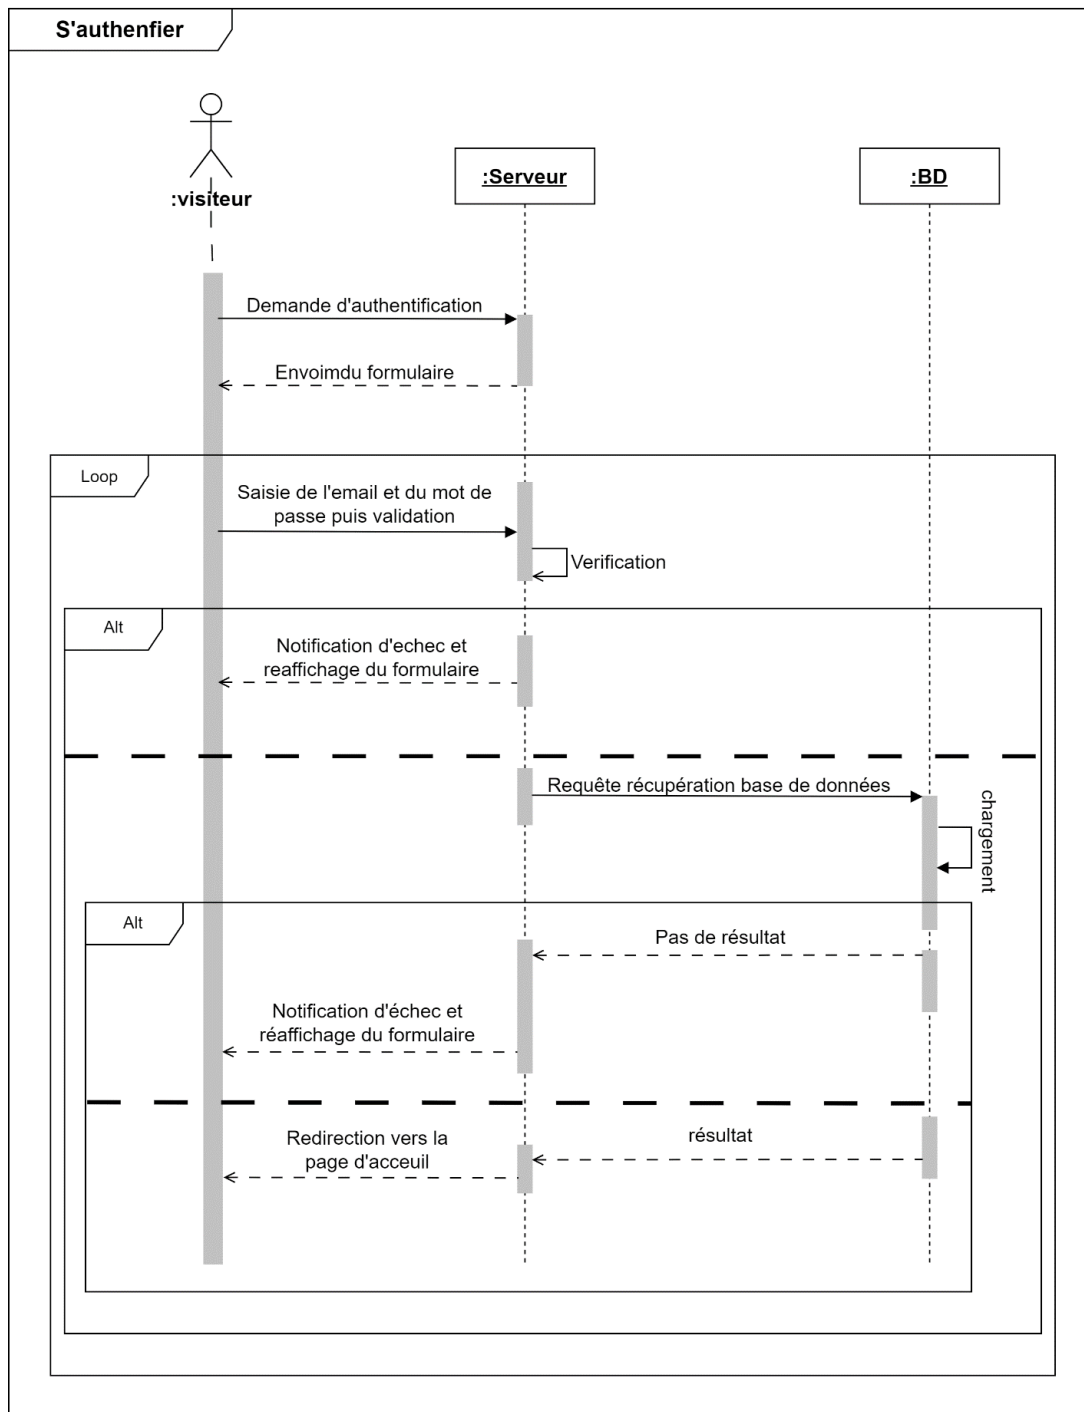 S'authenfier
:visiteur
:Serveur
:BD
Demande d'authentification
Envoimdu formulaire
Loop
Saisie de l'email et du mot de
passe puis validation
Verification
Alt
Notification d'echec et
reaffichage du formulaire
Requête récupération base de données
chargement
Alt
Pas de résultat
Notification d'échec et
réaffichage du formulaire
résultat
Redirection vers la
page d'acceuil